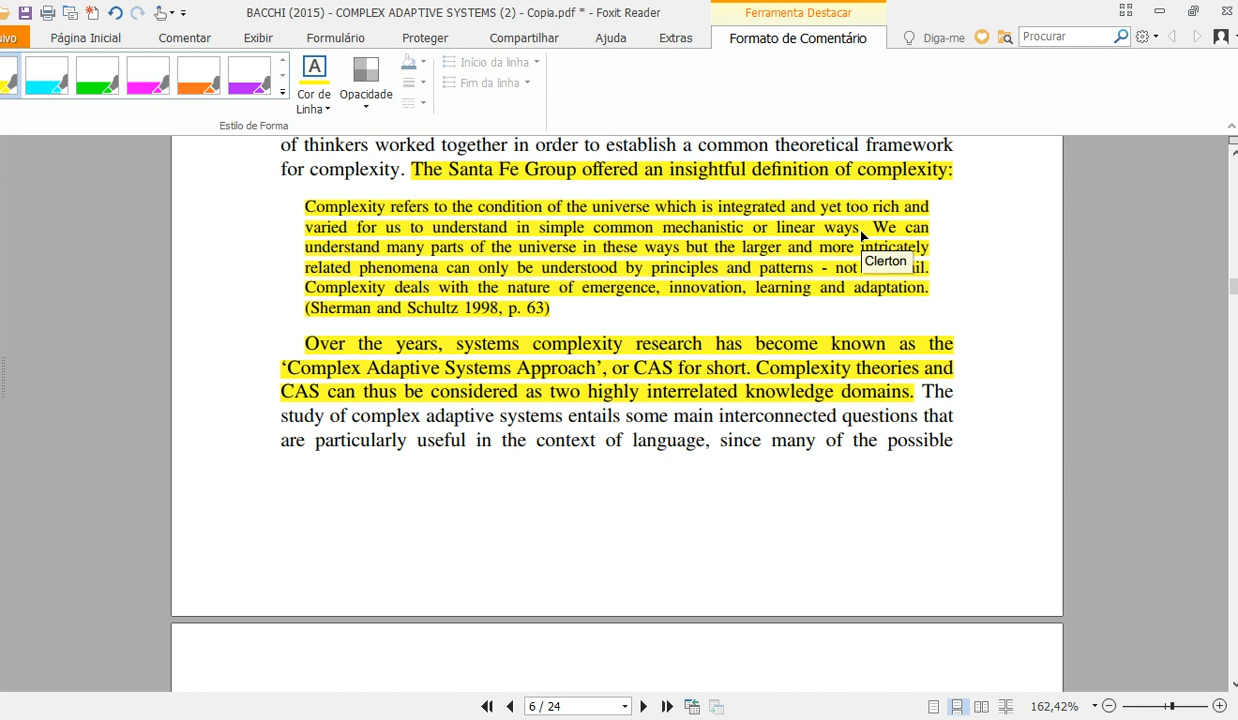 BACCHI (2015) - COMPLEX ADAPTIVE SYSTEMS (2) - Copia.pdf * - Foxit Reader
Ferramenta Destacar
Página Inicial
Comentar
Exibir
Formulário
Proteger
Compartilhar
Ajuda
Extras
Formato de Comentário
Diga-me
Procurar
Cor de
Linha
Opacidade
Início da linha
Fim da linha
Estilo de Forma
of thinkers worked together in order to establish a common theoretical framework
for complexity. The Santa Fe Group offered an insightful definition of complexity:
Complexity refers to the condition of the universe which is integrated and yet too rich and
varied for us to understand in simple common mechanistic or linear ways. We can
understand many parts of the universe in these ways but the larger and more intricately
related phenomena can only be understood by principles and patterns - not
Clerton
Complexity deals with the nature of emergence, innovation, learning and adaptation.
(Sherman and Schultz 1998, p. 63)
Over the years, systems complexity research has become known as the
‘Complex Adaptive Systems Approach’, or CAS for short. Complexity theories and
CAS can thus be considered as two highly interrelated knowledge domains. The
study of complex adaptive systems entails some main interconnected questions that
are particularly useful in the context of language, since many of the possible
6 / 24
162,42%